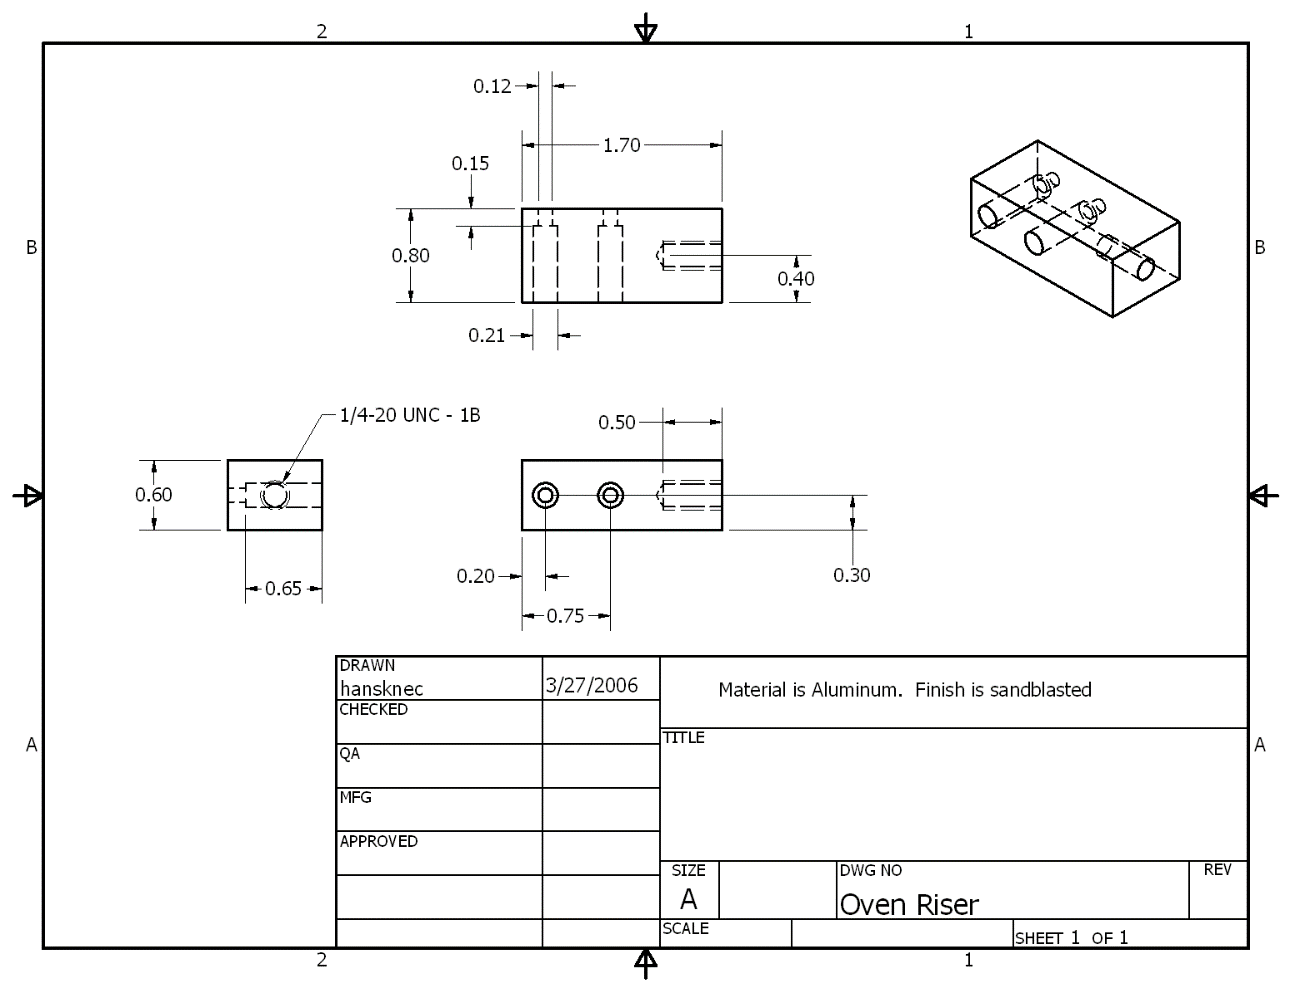 2
1
0.12
1.70
0.15
B
0.80
0.40
B
0.21
1/4-20 UNC - 1B
0.50
0.60
0.65
0.20
0.30
0.75
DRAWN
hansknec
3/27/2006
Material is Aluminum. Finish is sandblasted
CHECKED
TITLE
A
A
QA
MFG
APPROVED
SIZE
A
DWG NO
Oven Riser
REV
SCALE
SHEET 1 OF 1
2
1